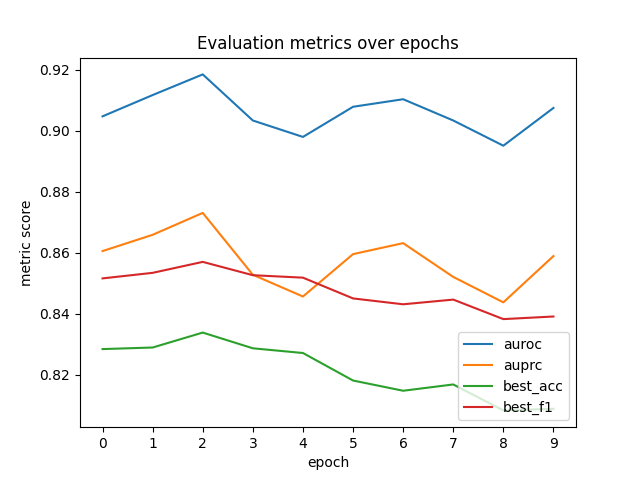 Evaluation metrics over epochs
metric score
0.92
0.90
0.88
0.86
0.84
0.82
auroc
auprc
best_acc
best_f1
0 1 2 3 4 5 6 7 8 9
epoch